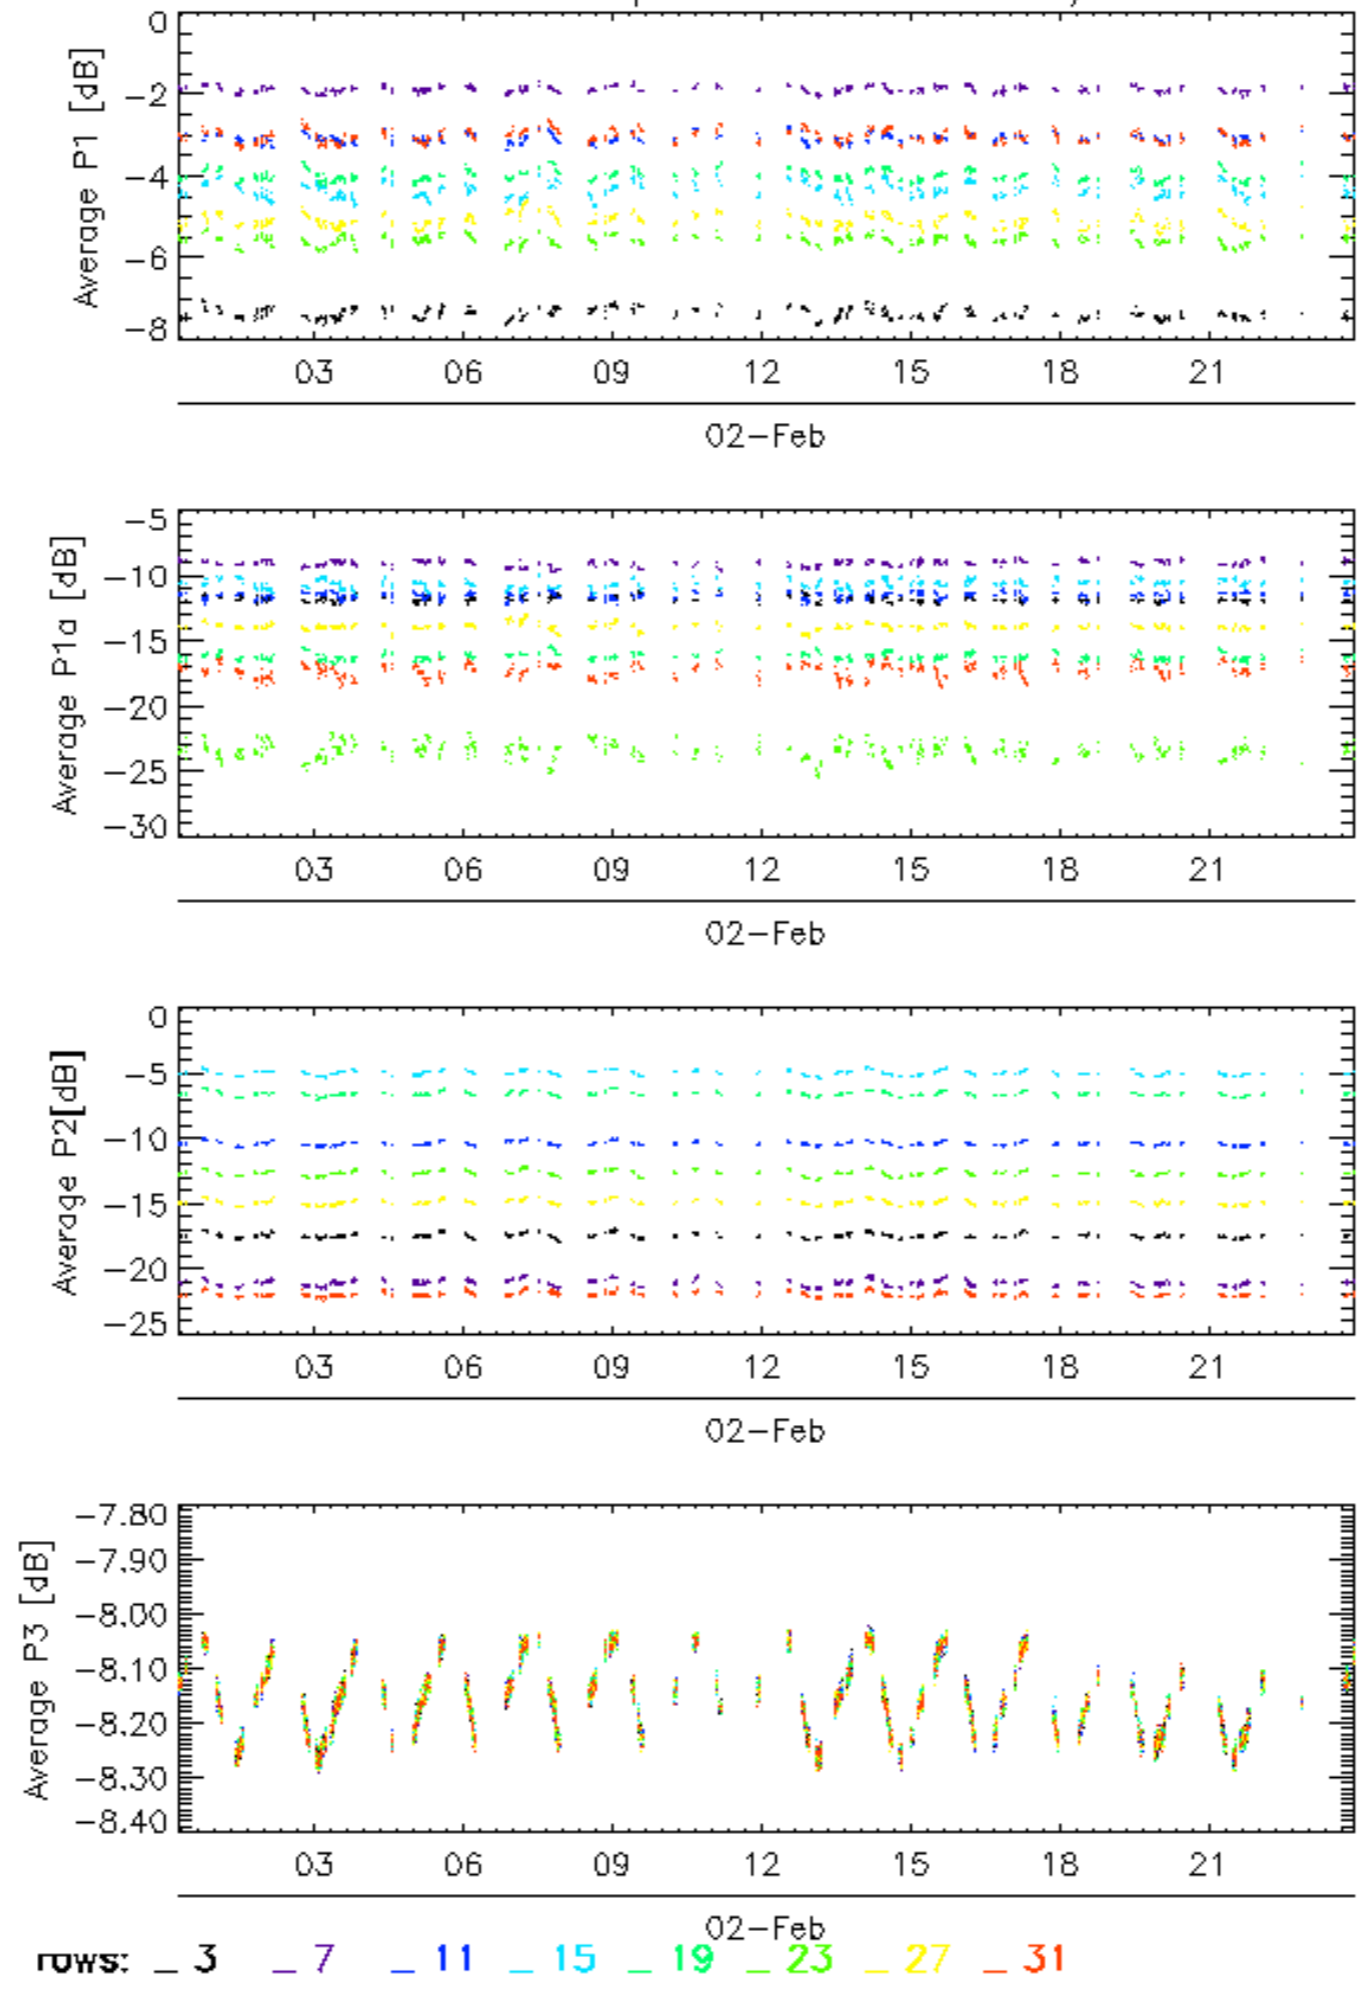 0
-2
-4
-6
-8
Average P1 [dB]
03 06 09 12 15 18 21
02-Feb
-5
-10
-15
-20
-25
-30
Average P1a [dB]
03 06 09 12 15 18 21
02-Feb
0
-5
-10
-15
-20
-25
Average P2[dB]
03 06 09 12 15 18 21
02-Feb
-7.80
-7.90
-8.00
-8.10
-8.20
-8.30
-8.40
Average P3 [dB]
03 06 09 12 15 18 21
02-Feb
rows: _ 3 _ 7 _ 11 _ 15 _ 19 _ 23 _ 27 _ 31